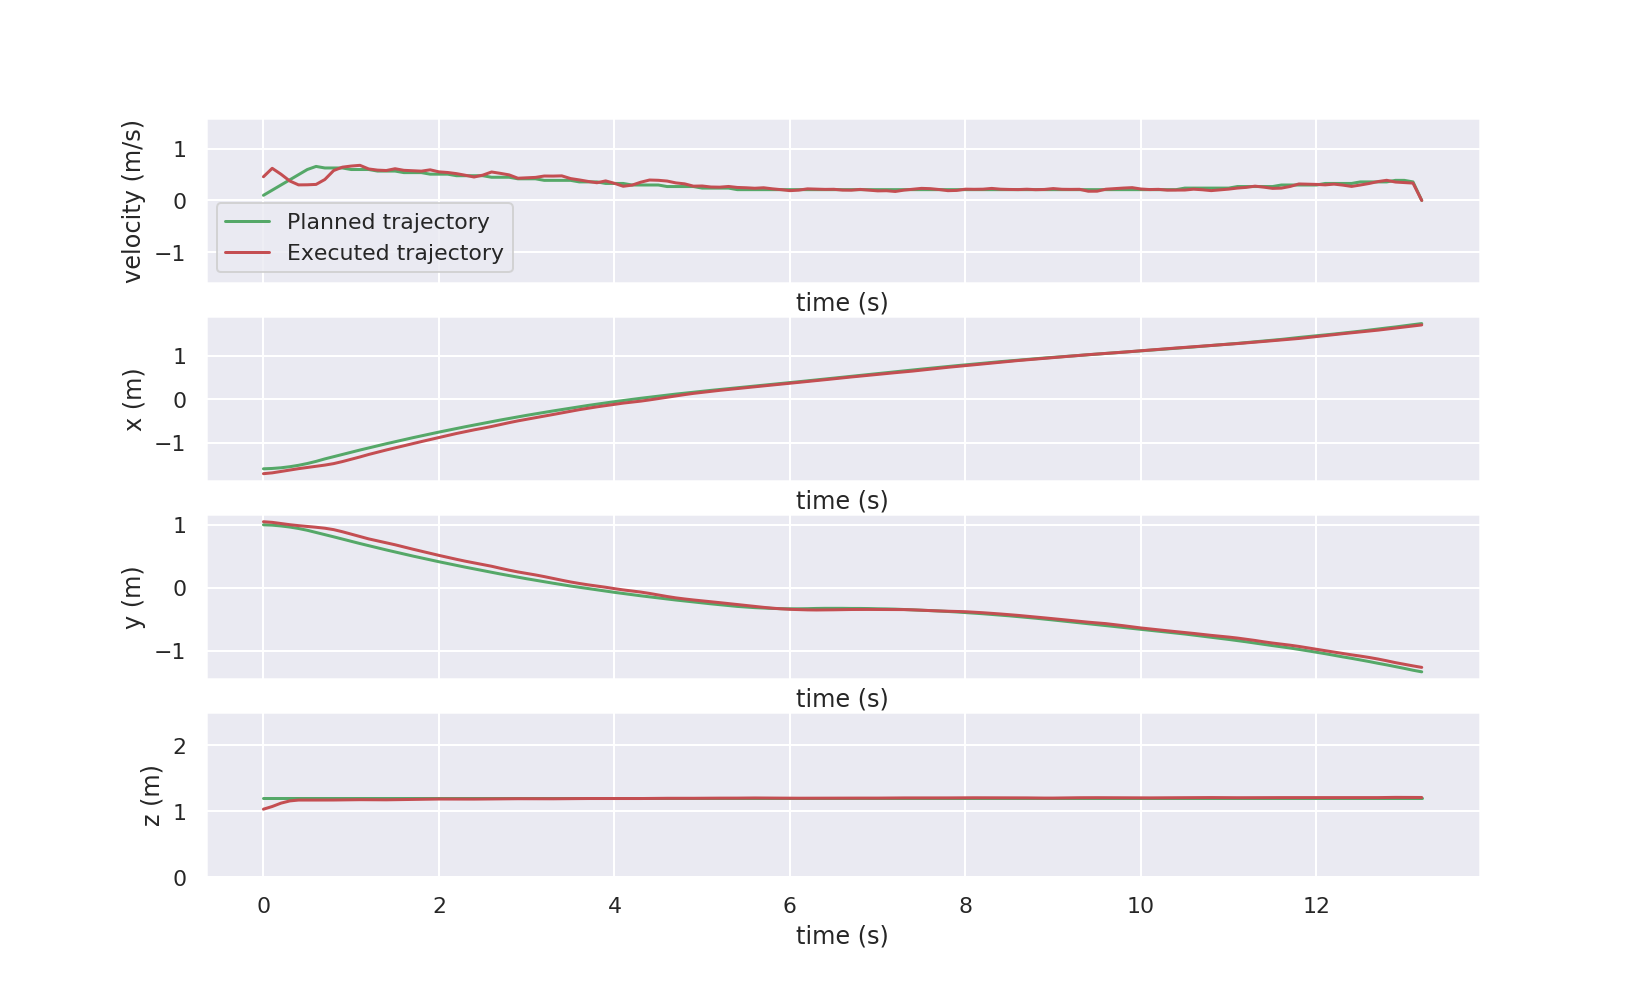 velocity (m/s)
1
0
−1
Planned trajectory
Executed trajectory
time (s)
x (m)
1
0
−1
time (s)
y (m)
1
0
−1
time (s)
z (m)
2
1
0
0 2 4 6 8 10 12
time (s)